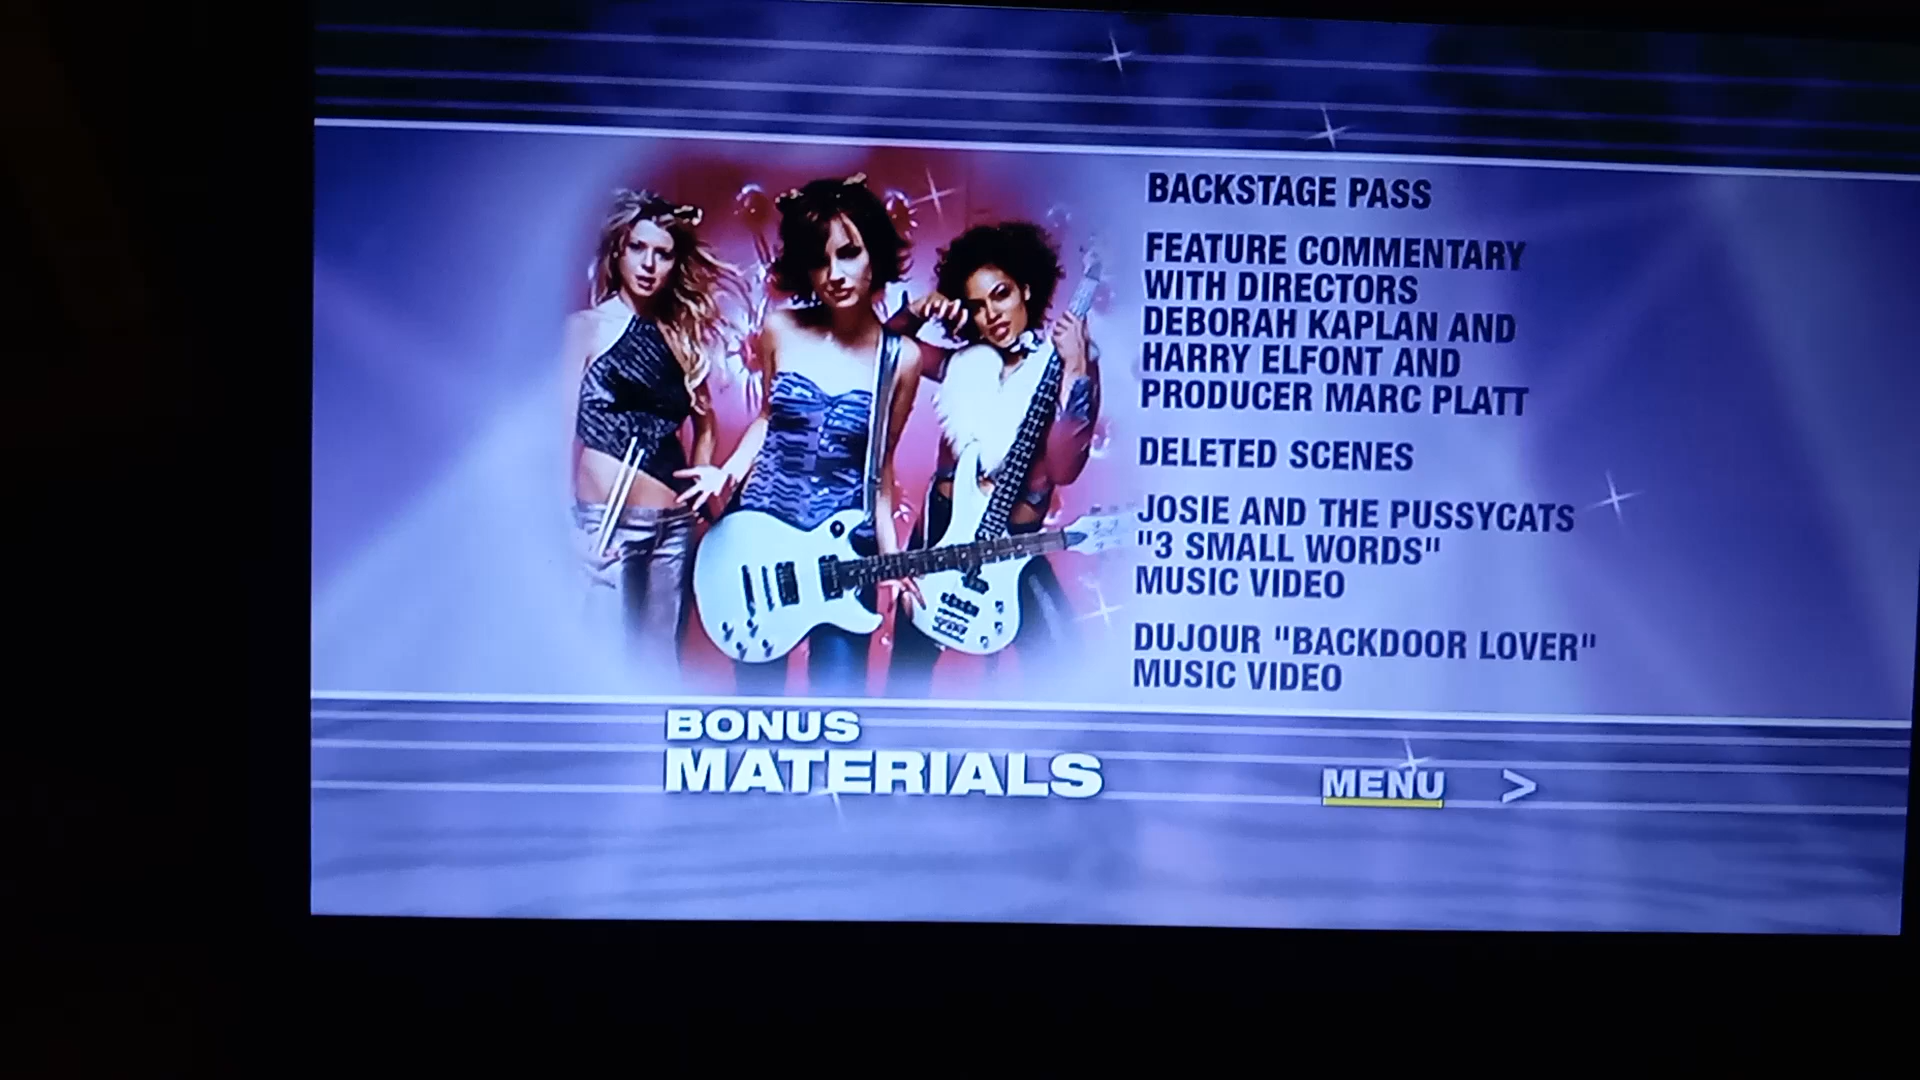 BACKSTAGE PASS
FEATURE COMMENTARY
WITH DIRECTORS
DEBORAH KAPLAN AND
HARRY ELFONT AND
PRODUCER MARC PLATT
DELETED SCENES
JOSIE AND THE PUSSYCATS
"3 SMALL WORDS"
MUSIC VIDEO
DUJOUR "BACKDOOR LOVER"
MUSIC VIDEO
BONUS
MATERIALS
MENU >